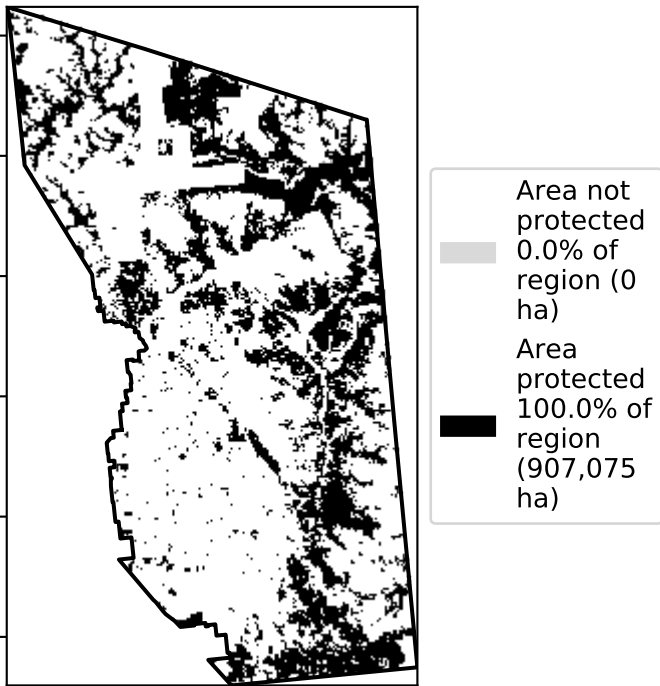 Area not
protected
0.0% of
region (0
ha)
Area
protected
100.0% of
region
(907,075
ha)